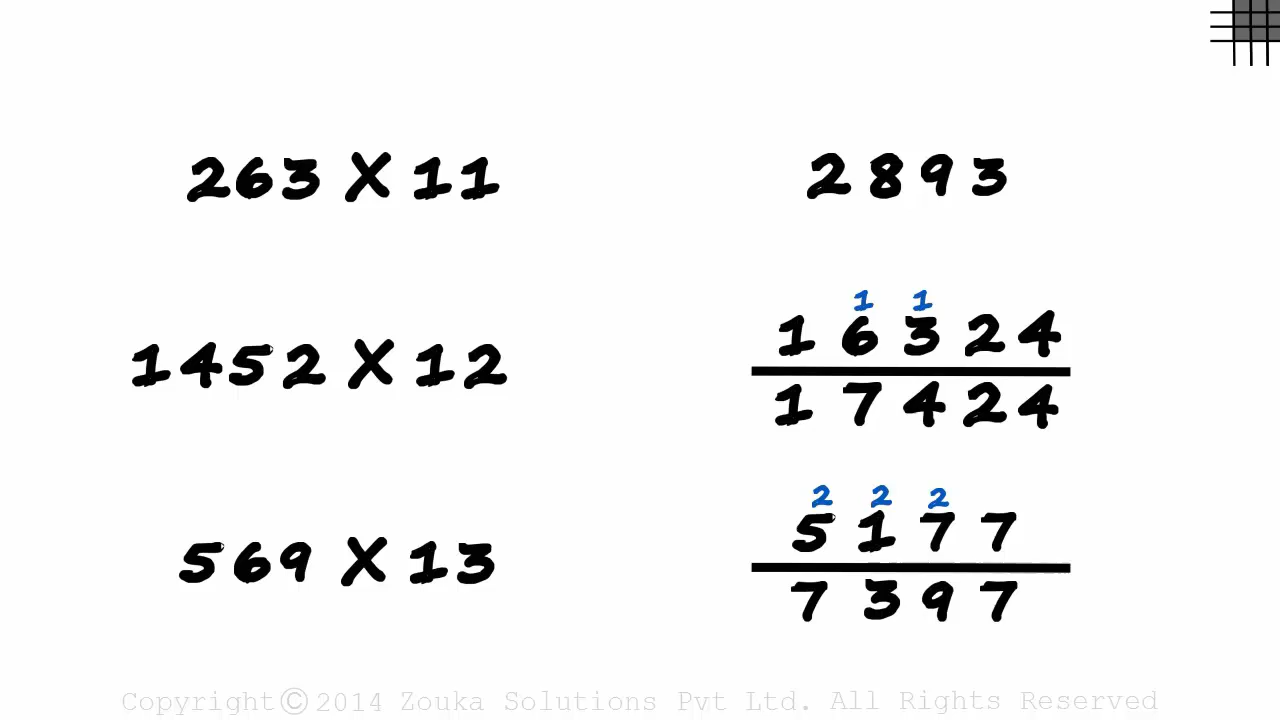 263 X 11
2893
1 1
1452 X 12
16324
17424
2 2 2
569 X 13
5177
7397
Copyright© 2014 Zouka Solutions Pvt Ltd. All Rights Reserved